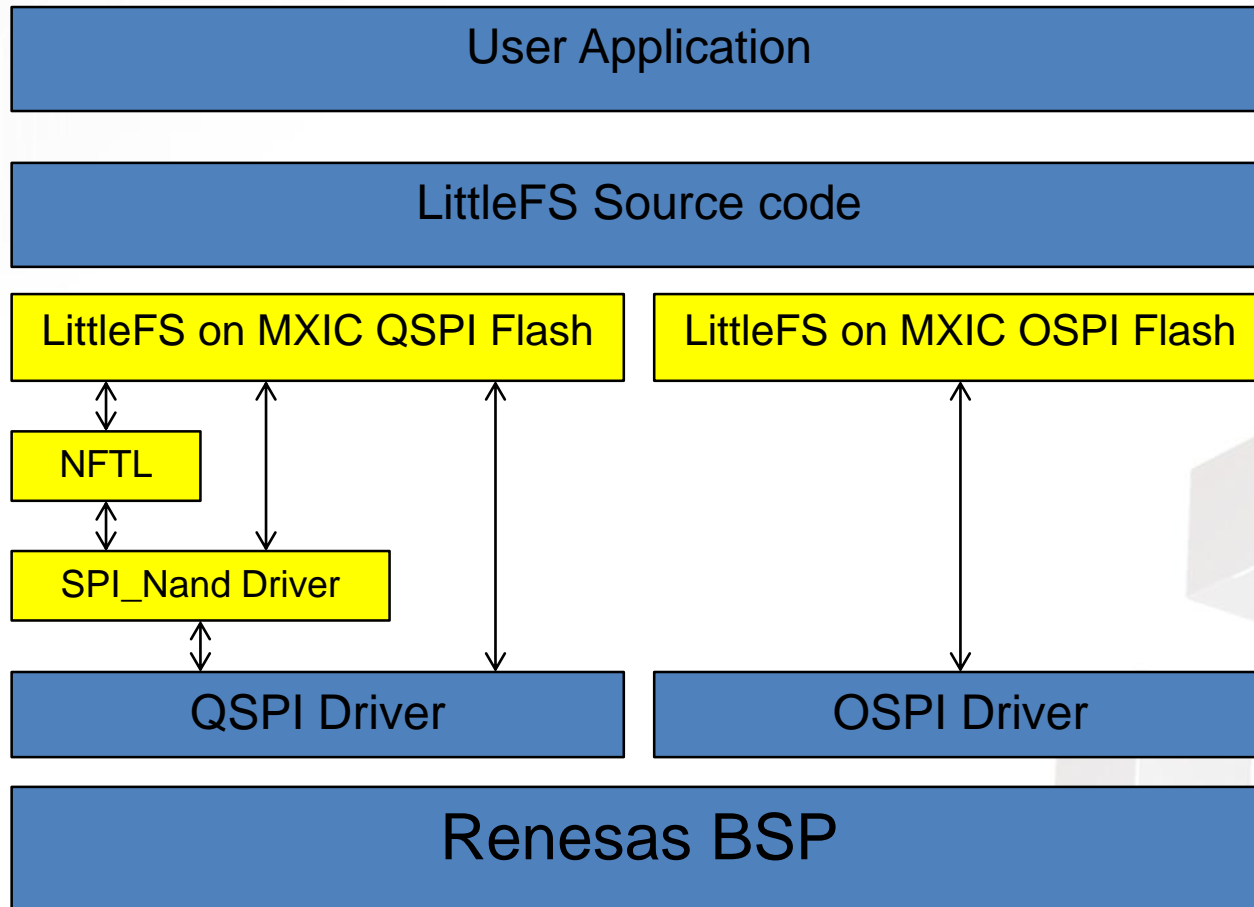 User Application
LittleFS Source code
LittleFS on MXIC QSPI Flash
LittleFS on MXIC OSPI Flash
NFTL
SPI_Nand Driver
QSPI Driver
OSPI Driver
Renesas BSP